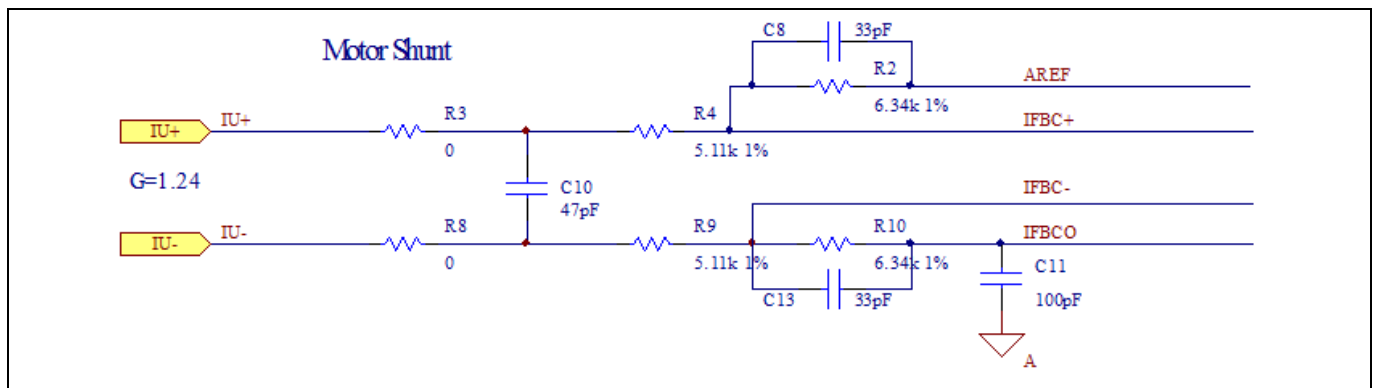 C8
33pF
Motor Shunt
R2
AREF
6.34k 1%
IU+
IU+
R3
R4
IFBC+
0
5.11k 1%
G=1.24
C10
47pF
IFBC-
IU-
IU-
R8
R9
R10
IFBCO
0
5.11k 1%
6.34k 1%
C11
C13
33pF
100pF
A